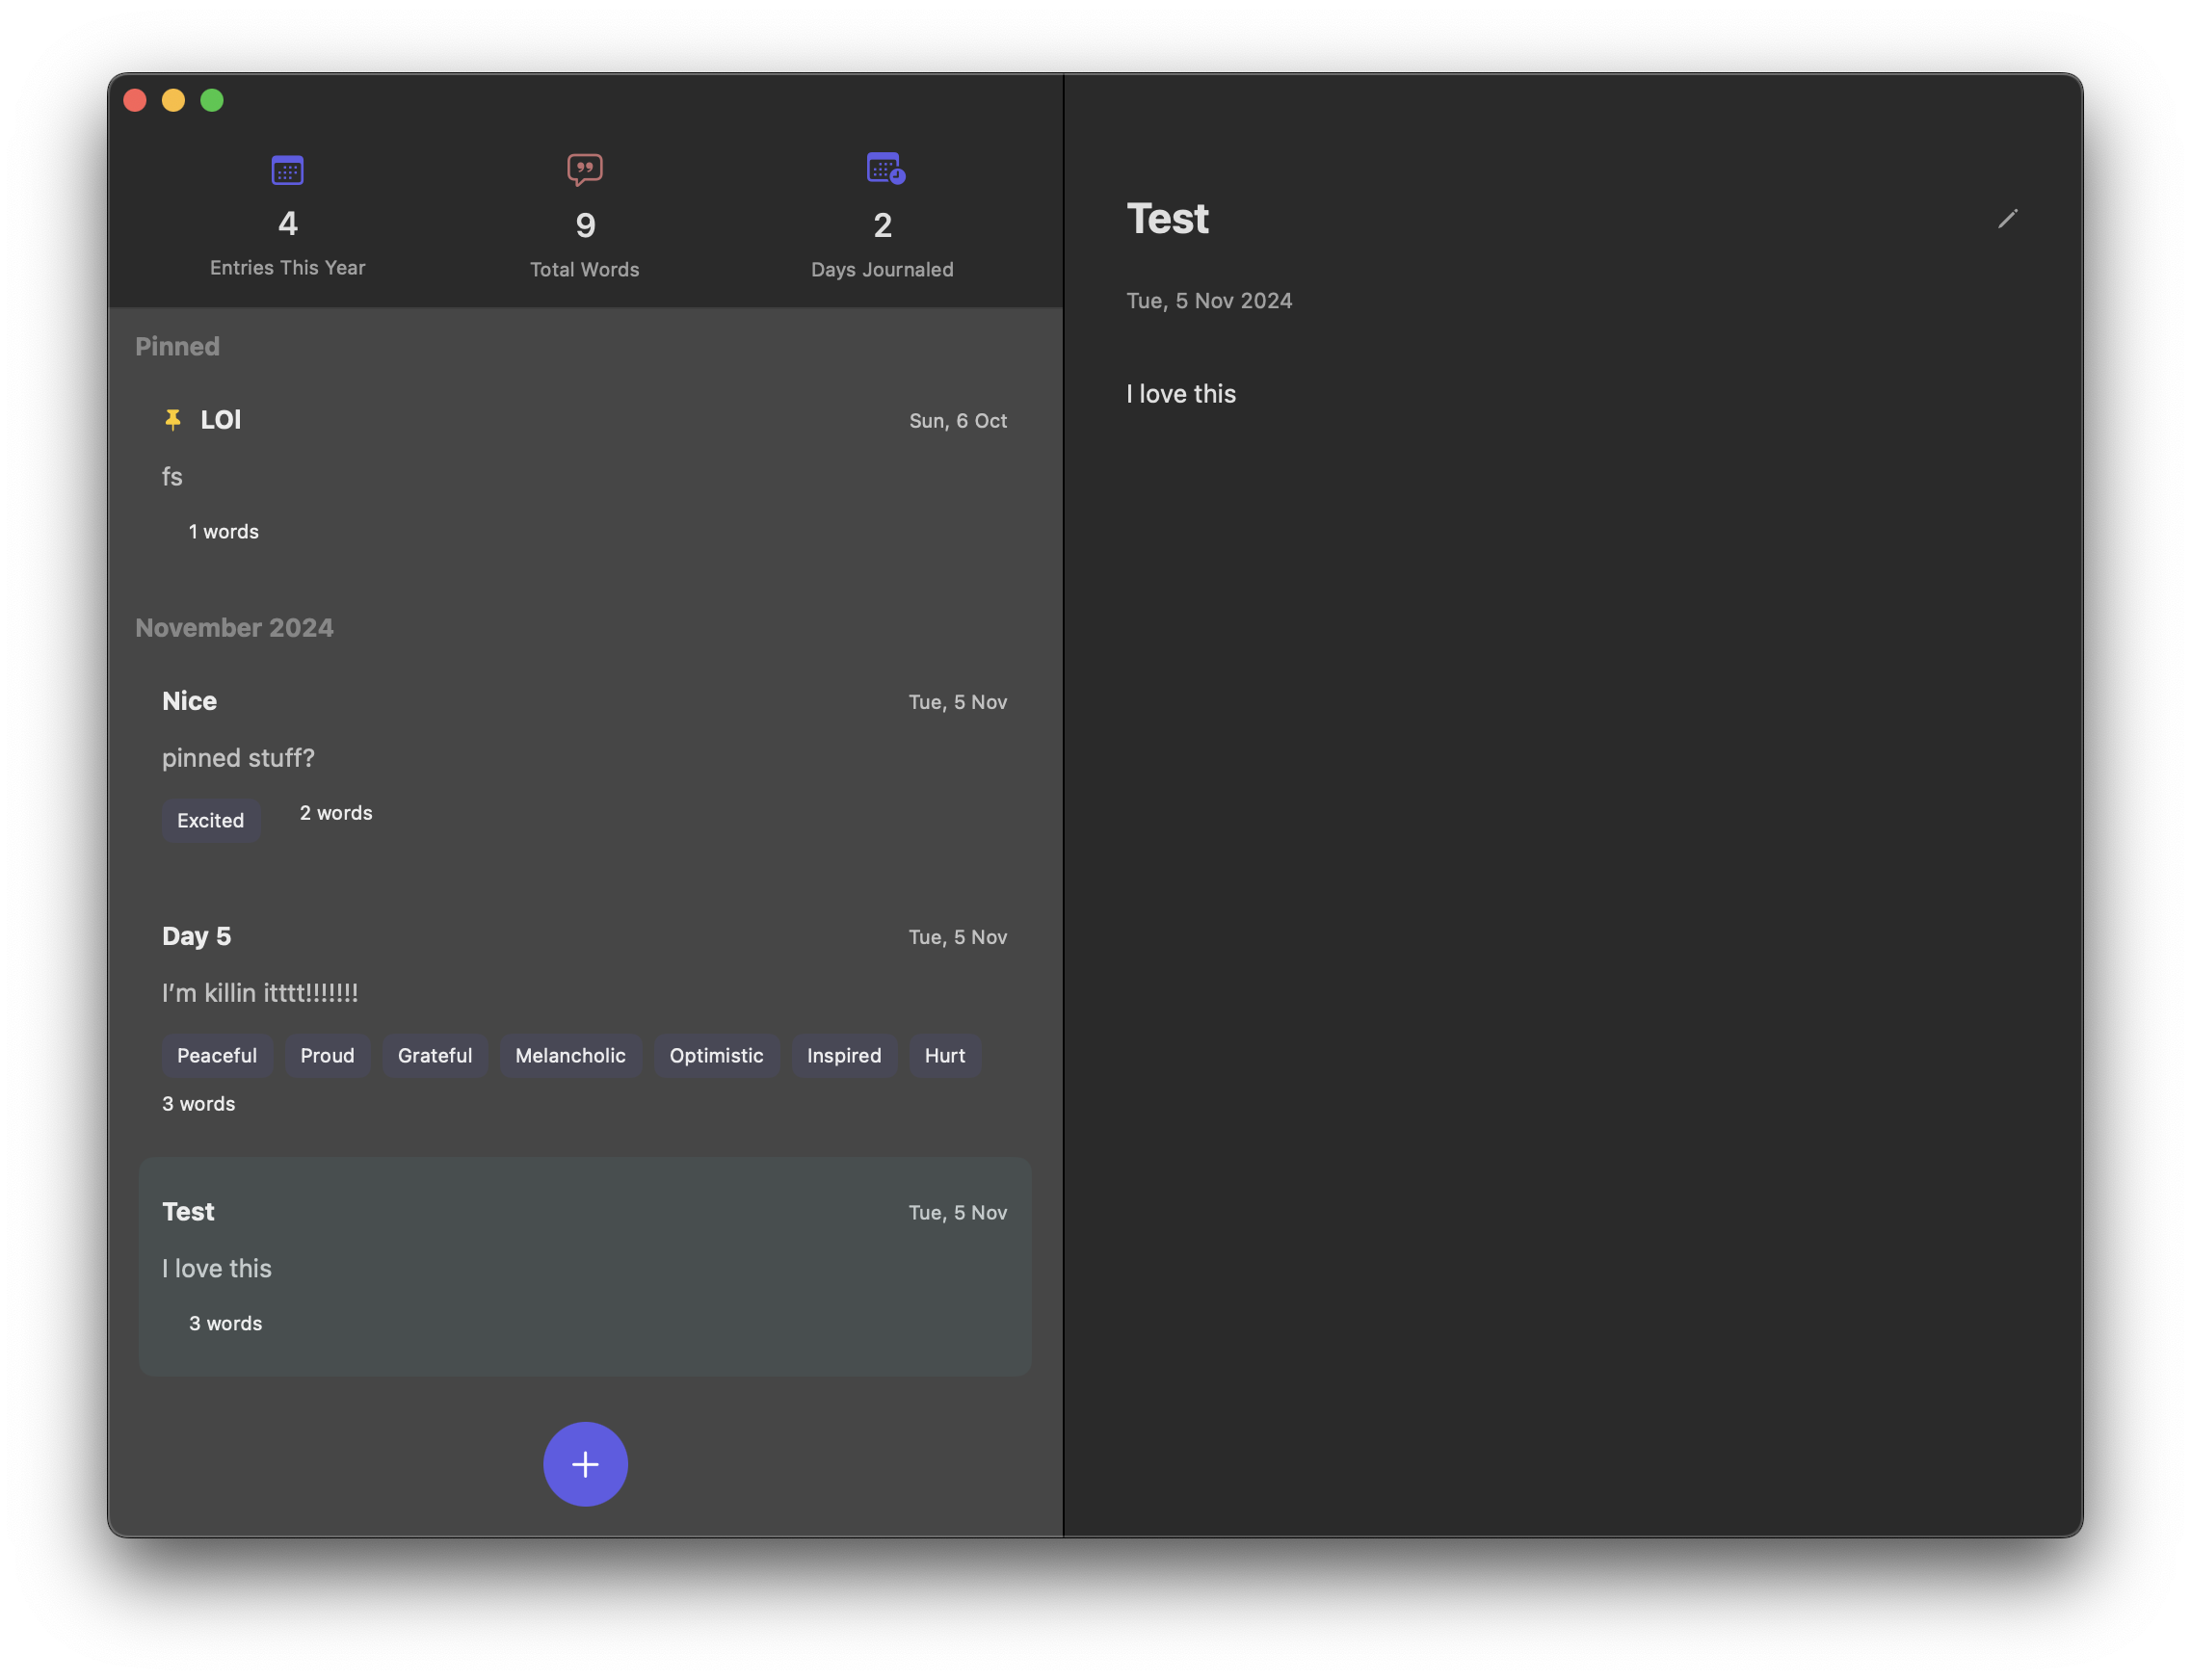 4
Entries This Year
9
Total Words
2
Days Journaled
Pinned
LOl
Sun, 6 Oct
fs
1 words
November 2024
Nice
Tue, 5 Nov
pinned stuff?
Excited
2 words
Day 5
Tue, 5 Nov
I’m killin itttt!!!!!!!
Peaceful Proud Grateful Melancholic Optimistic Inspired Hurt
3 words
Test
Tue, 5 Nov
I love this
3 words
Test
Tue, 5 Nov 2024
I love this